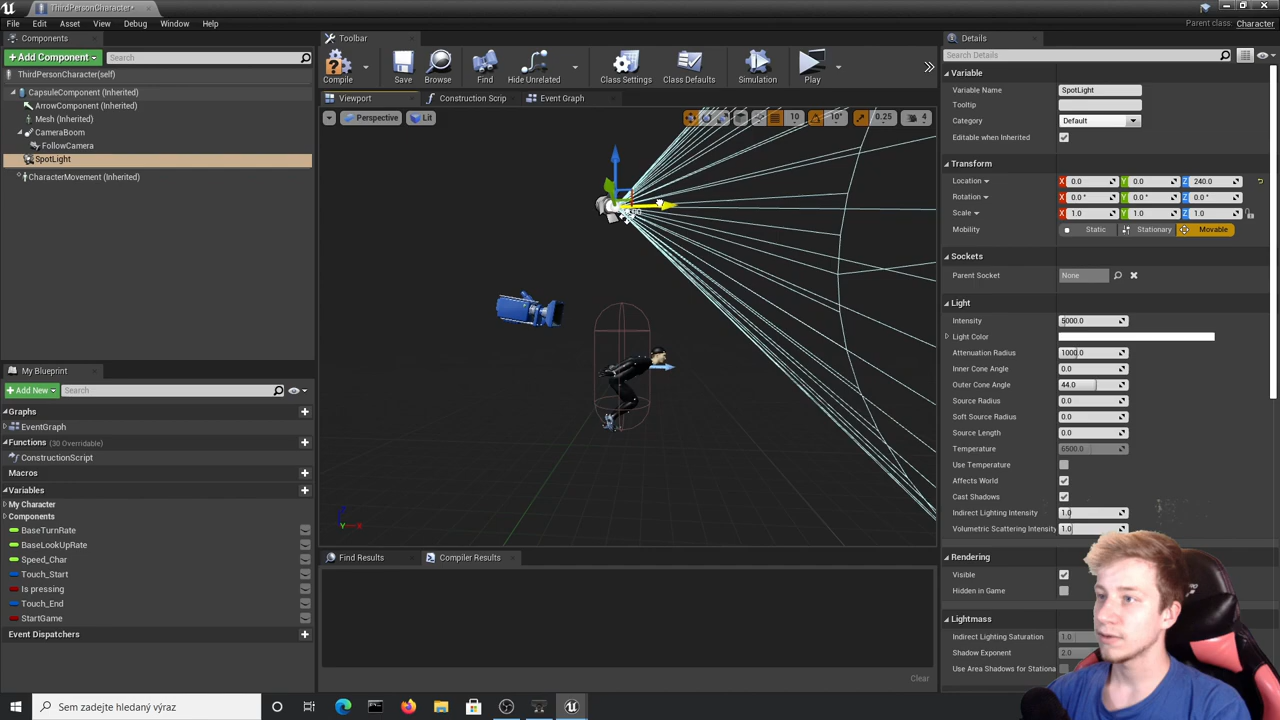 ThirdPersonCharacter*
File Edit Asset View Debug Window Help
Parent class: Character
Components
Toolbar
Details
Add Component
Search
Compile
Save
Browse
Find
Hide Unrelated
Class Settings
Class Defaults
Simulation
Play
Search Details
ThirdPersonCharacter(self)
CapsuleComponent (Inherited)
ArrowComponent (Inherited)
Mesh (Inherited)
CameraBoom
FollowCamera
SpotLight
CharacterMovement (Inherited)
Viewport
Construction Scrip
Event Graph
Perspective
Lit
10
10°
0.25
4
Variable
Variable Name SpotLight
Tooltip
Category Default
Editable when Inherited
Transform
Location X 0.0 Y 0.0 Z 240.0
Rotation X 0.0 ° Y 0.0 ° Z 0.0 °
Scale X 1.0 Y 1.0 Z 1.0
Mobility Static Stationary Movable
Sockets
Parent Socket None
Light
Intensity 5000.0
Light Color
Attenuation Radius 1000.0
Inner Cone Angle 0.0
Outer Cone Angle 44.0
Source Radius 0.0
Soft Source Radius 0.0
Source Length 0.0
Temperature 6500.0
Use Temperature
Affects World
Cast Shadows
Indirect Lighting Intensity 1.0
Volumetric Scattering Intensity 1.0
Rendering
Visible
Hidden in Game
Lightmass
Indirect Lighting Saturation 1.0
Shadow Exponent 2.0
Use Area Shadows for Stationa
My Blueprint
Add New
Search
Graphs
EventGraph
Functions (30 Overridable)
ConstructionScript
Macros
Variables
My Character
Components
BaseTurnRate
BaseLookUpRate
Speed_Char
Touch_Start
Is pressing
Touch_End
StartGame
Event Dispatchers
Z
X
Y
Find Results
Compiler Results
Clear
Sem zadejte hledaný výraz